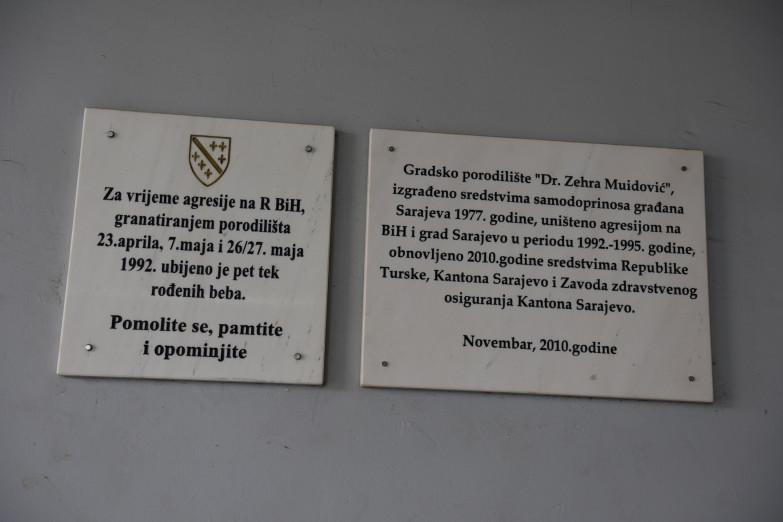 Za vrijeme agresije na R BiH,
granatiranjem porodilišta
23.aprila, 7.maja i 26/27. maja
1992. ubijeno je pet tek
rođenih beba.
Pomolite se, pamtite
i opominjite
Gradsko porodilište "Dr. Zehra Muidović",
izgrađeno sredstvima samodoprinosa građana
Sarajeva 1977. godine, uništeno agresijom na
BiH i grad Sarajevo u periodu 1992.-1995. godine,
obnovljeno 2010.godine sredstvima Republike
Turske, Kantona Sarajevo i Zavoda zdravstvenog
osiguranja Kantona Sarajevo.
Novembar, 2010.godine